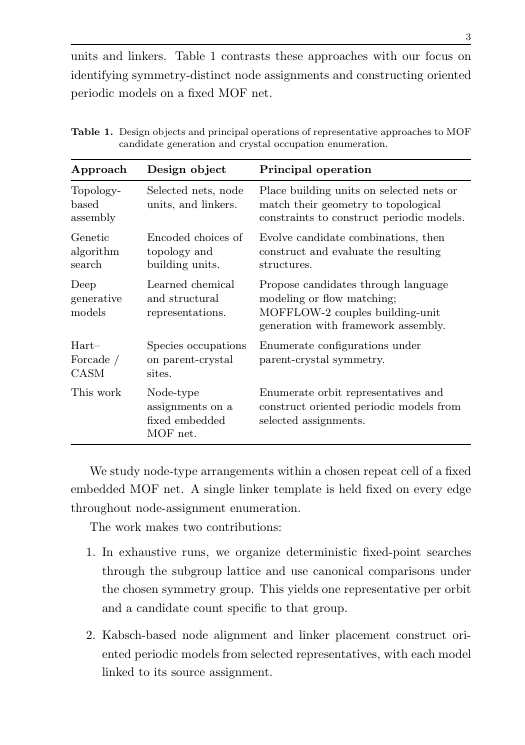 3
units and linkers. Table 1 contrasts these approaches with our focus on
identifying symmetry-distinct node assignments and constructing oriented
periodic models on a fixed MOF net.
Table 1. Design objects and principal operations of representative approaches to MOF
candidate generation and crystal occupation enumeration.
Approach Design object Principal operation
Topology- Selected nets, node Place building units on selected nets or
based units, and linkers. match their geometry to topological
assembly constraints to construct periodic models.
Genetic Encoded choices of Evolve candidate combinations, then
algorithm topology and construct and evaluate the resulting
search building units. structures.
Deep Learned chemical Propose candidates through language
generative and structural modeling or flow matching;
models representations. MOFFLOW-2 couples building-unit
generation with framework assembly.
Hart– Species occupations Enumerate configurations under
Forcade / on parent-crystal parent-crystal symmetry.
CASM sites.
This work Node-type Enumerate orbit representatives and
assignments on a construct oriented periodic models from
fixed embedded selected assignments.
MOF net.
We study node-type arrangements within a chosen repeat cell of a fixed
embedded MOF net. A single linker template is held fixed on every edge
throughout node-assignment enumeration.
The work makes two contributions:
1. In exhaustive runs, we organize deterministic fixed-point searches
through the subgroup lattice and use canonical comparisons under
the chosen symmetry group. This yields one representative per orbit
and a candidate count specific to that group.
2. Kabsch-based node alignment and linker placement construct ori-
ented periodic models from selected representatives, with each model
linked to its source assignment.